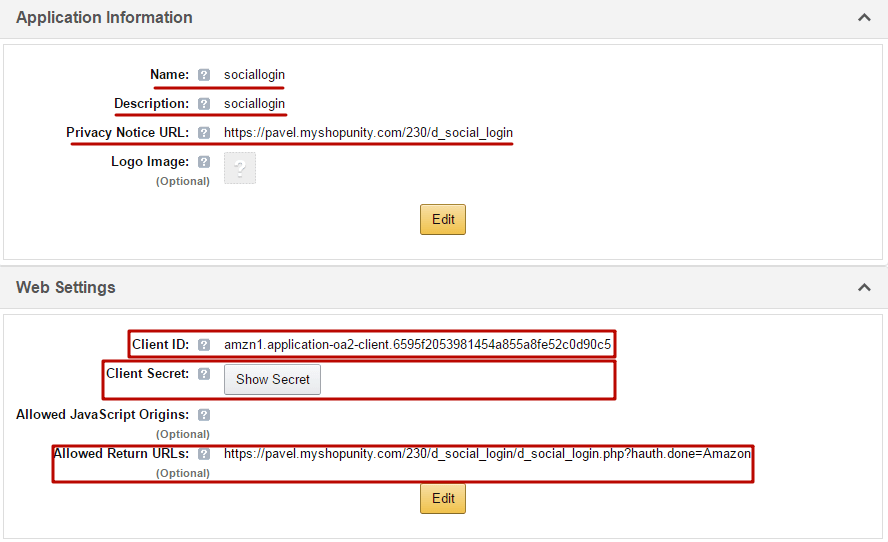 Application Information
Name: ? sociallogin
Description: ? sociallogin
Privacy Notice URL: ? https://pavel.myshopunity.com/230/d_social_login
Logo Image: ? ?
(Optional)
Edit
Web Settings
Client ID: ? amzn1.application-oa2-client.6595f2053981454a855a8fe52c0d90c5
Client Secret: ? Show Secret
Allowed JavaScript Origins: ?
(Optional)
Allowed Return URLs: ? https://pavel.myshopunity.com/230/d_social_login/d_social_login.php?hauth.done=Amazon
(Optional)
Edit